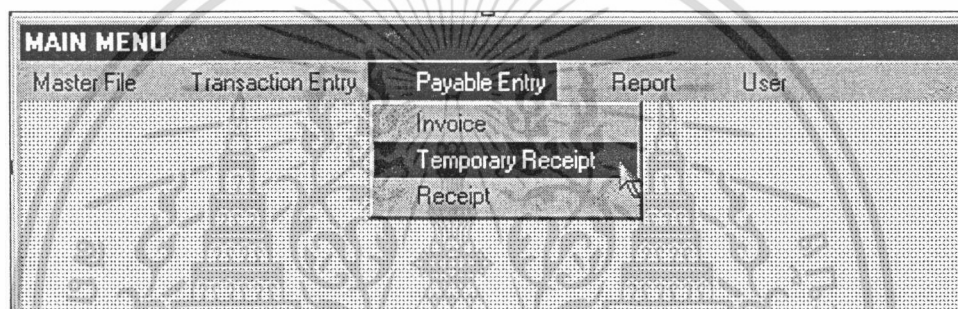 MAIN MENU
Master File Transaction Entry Payable Entry Report User
Invoice
Temporary Receipt
Receipt